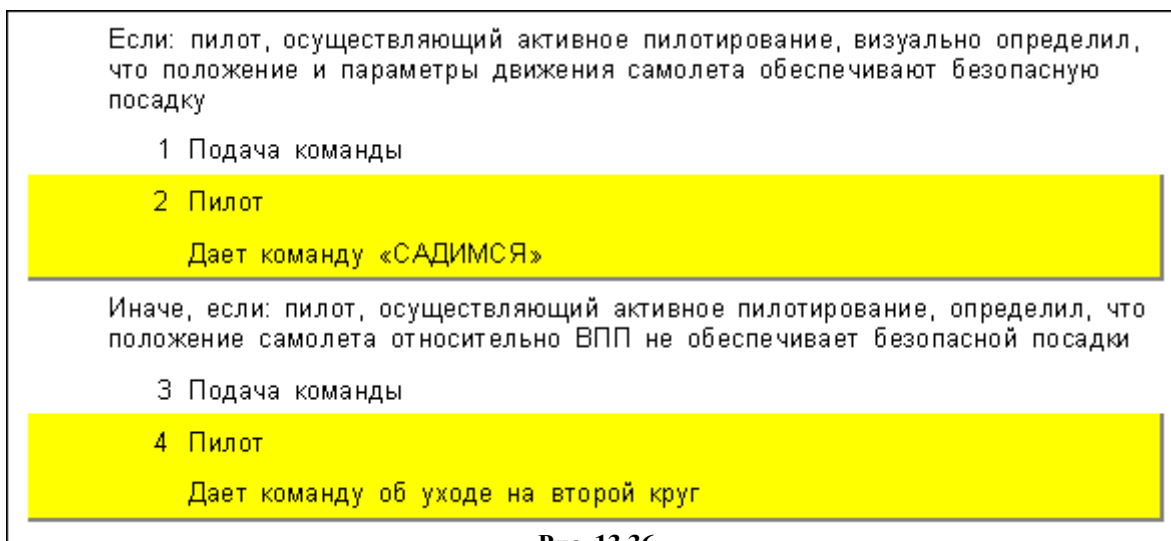 Если: пилот, осуществляющий активное пилотирование, визуально определил,
что положение и параметры движения самолета обеспечивают безопасную
посадку
1 Подача команды
2 Пилот
Дает команду «САДИМСЯ»
Иначе, если: пилот, осуществляющий активное пилотирование, определил, что
положение самолета относительно ВПП не обеспечивает безопасной посадки
3 Подача команды
4 Пилот
Дает команду об уходе на второй круг